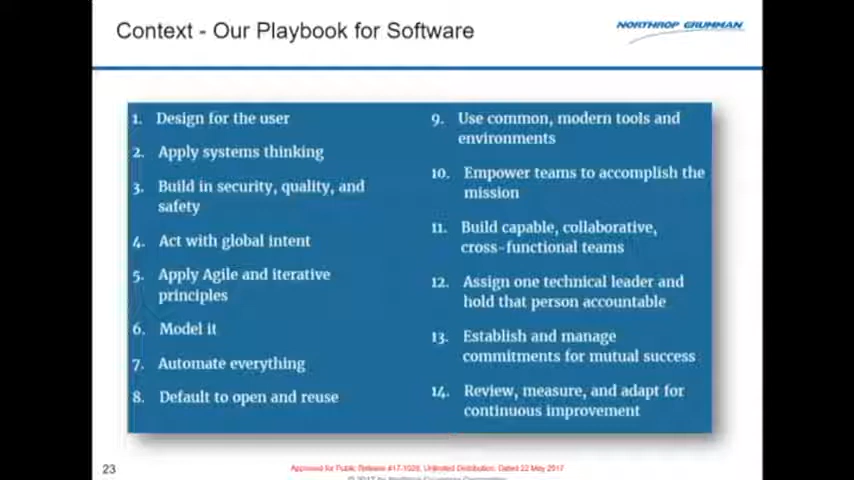 Context - Our Playbook for Software
NORTHROP GRUMMAN
1. Design for the user
2. Apply systems thinking
3. Build in security, quality, and
safety
4. Act with global intent
5. Apply Agile and iterative
principles
6. Model it
7. Automate everything
8. Default to open and reuse
9. Use common, modern tools and
environments
10. Empower teams to accomplish the
mission
11. Build capable, collaborative,
cross-functional teams
12. Assign one technical leader and
hold that person accountable
13. Establish and manage
commitments for mutual success
14. Review, measure, and adapt for
continuous improvement
23
Approved for Public Release #17-1029, Unlimited Distribution, Dated 22 May 2017